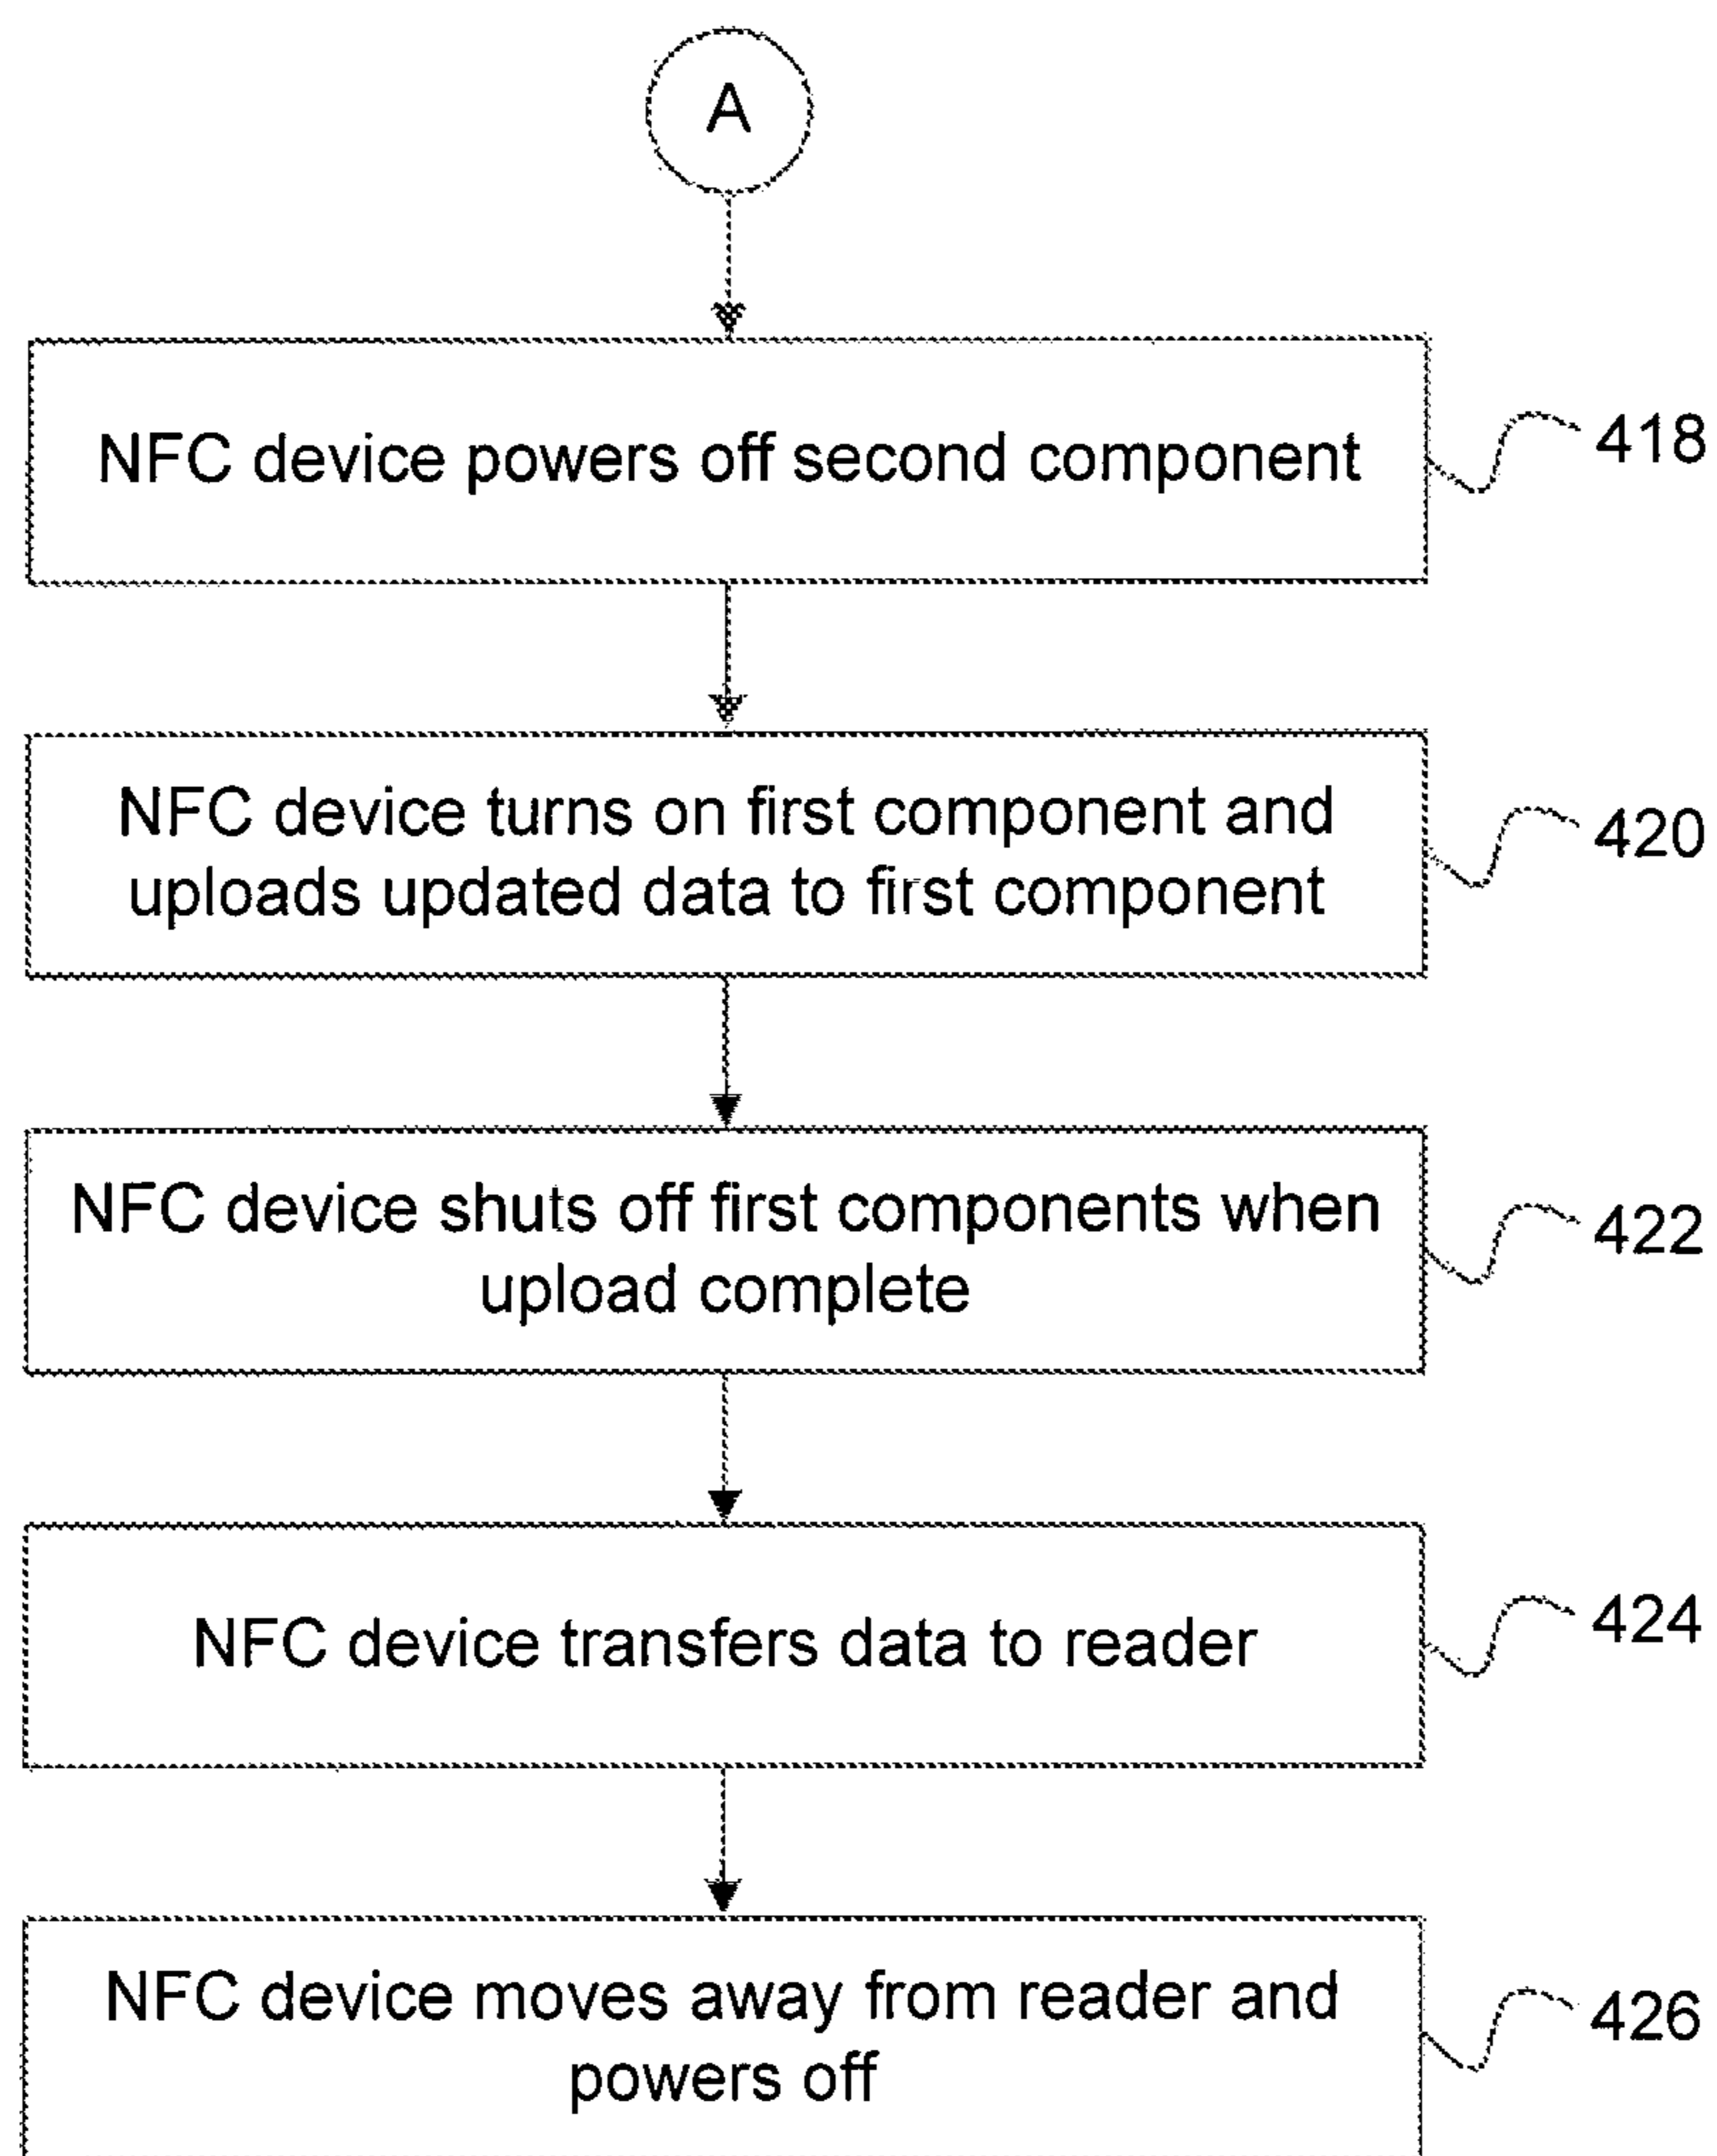 A
NFC device powers off second component
418
NFC device turns on first component and
uploads updated data to first component
420
NFC device shuts off first components when
upload complete
422
NFC device transfers data to reader
424
NFC device moves away from reader and
powers off
426